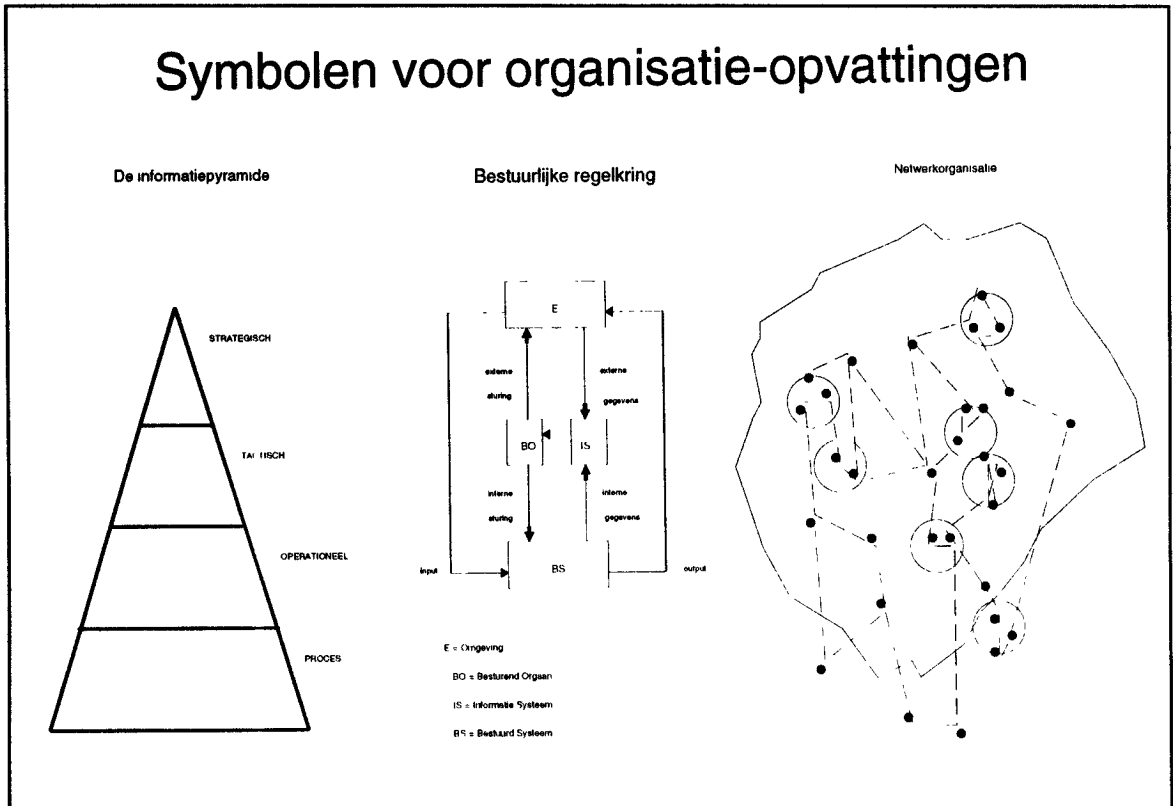 Symbolen voor organisatie-opvattingen
De informatiepyramide
STRATEGISCH
TACTISCH
OPERATIONEEL
PROCES
Bestuurlijke regelkring
E
externe
sturing
externe
gegevens
BO
IS
interne
sturing
interne
gegevens
input
BS
output
E = Omgeving
BO = Besturend Orgaan
IS = Informatie Systeem
BS = Bestuurd Systeem
Netwerkorganisatie